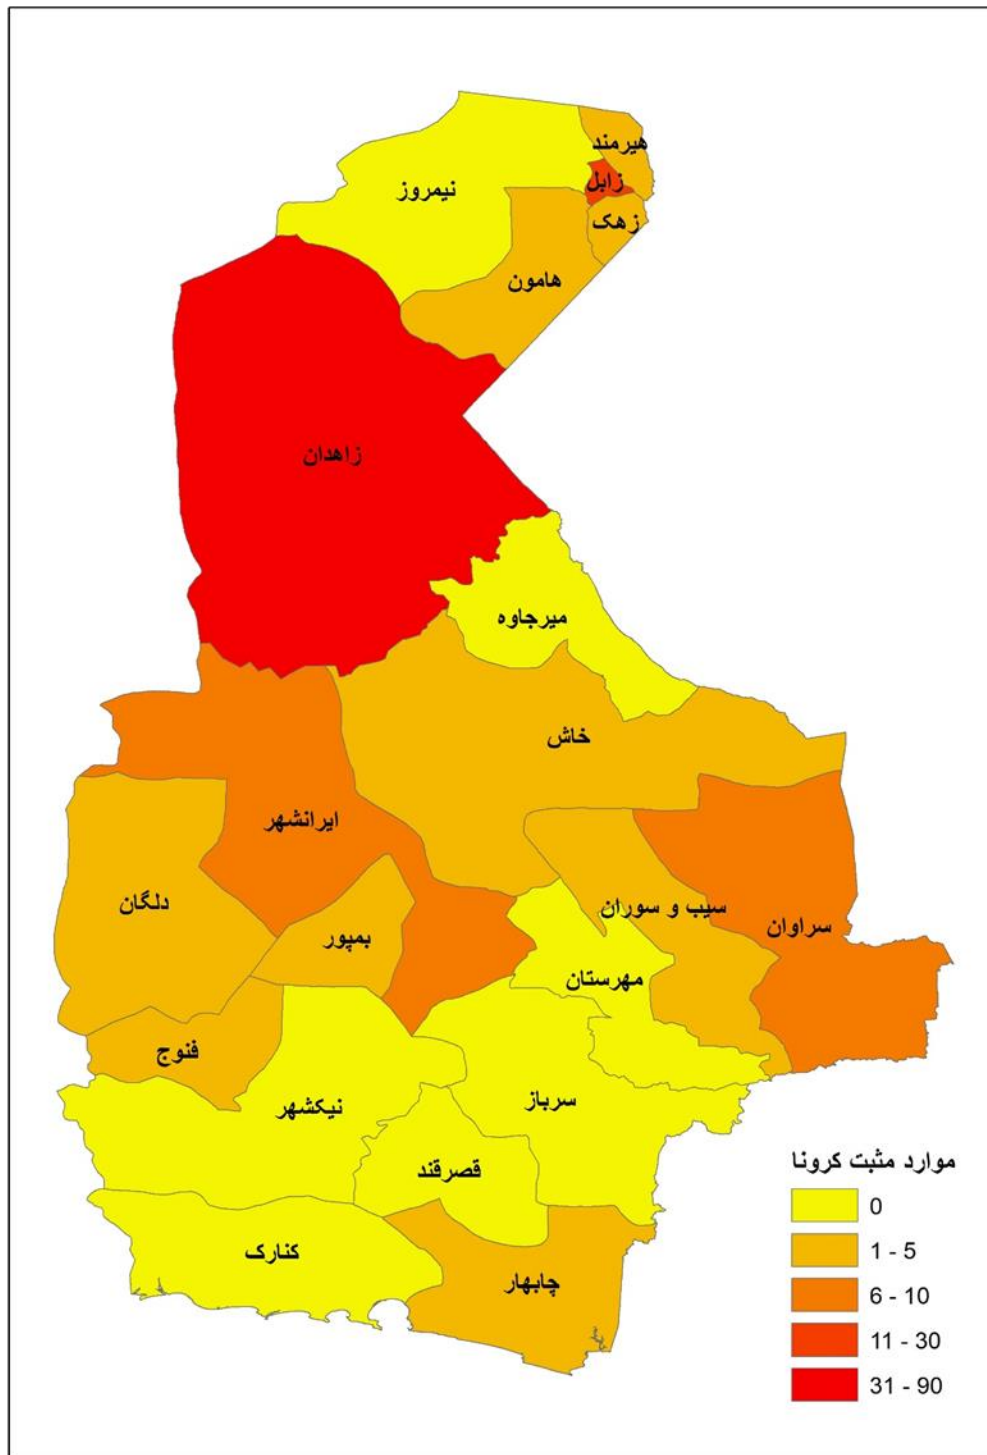 هیرمند
زابل
نیمروز
زهک
هامون
زاهدان
میرجاوه
خاش
ایرانشهر
دلگان
سیب و سوران
سراوان
بمپور
مهرستان
فنوج
سرباز
نیکشهر
قصرقند
کنارک
چابهار
موارد مثبت کرونا
0
1 - 5
6 - 10
11 - 30
31 - 90